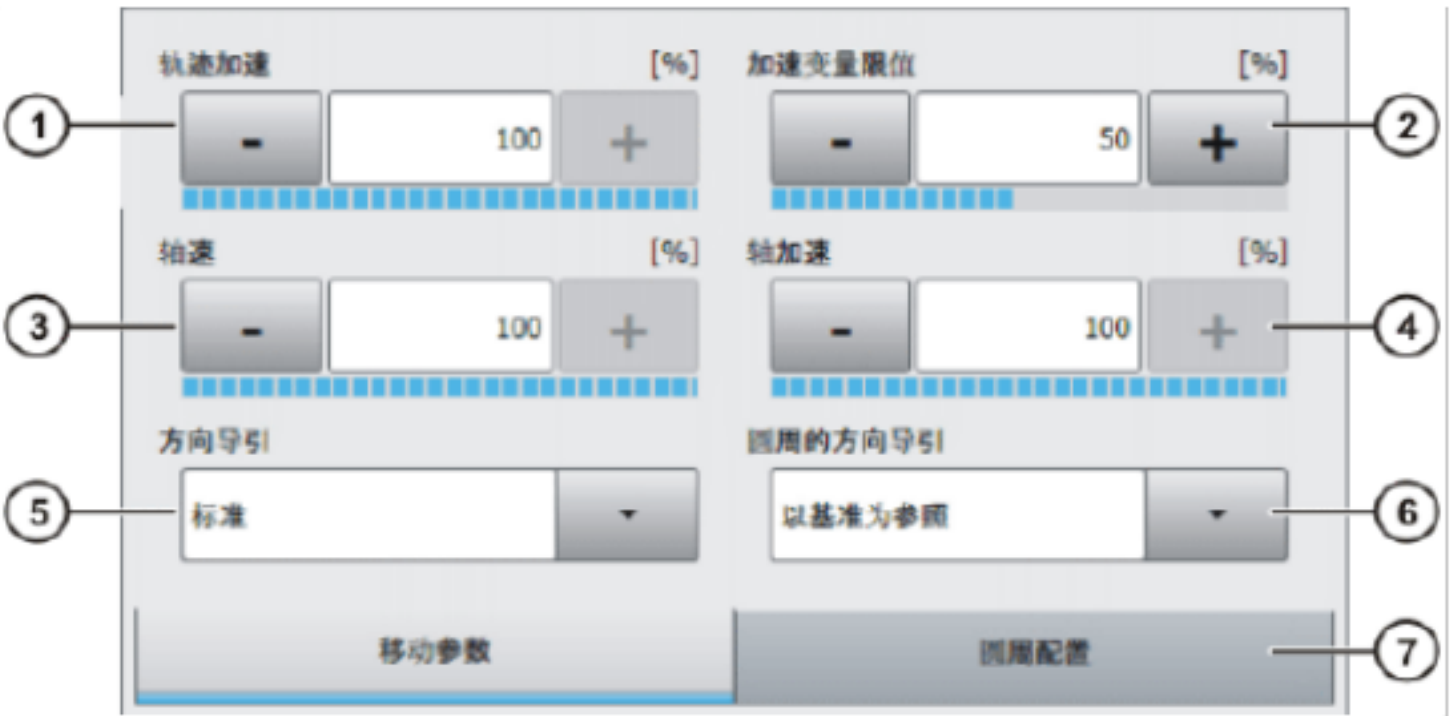 轨迹加速 [%] 加速变量限值 [%]
1 - 100 + - 50 + 2
轴速 [%] 轴加速 [%]
3 - 100 + - 100 + 4
方向导引 圆周的方向导引
5 标准 以基准为参照 6
移动参数 圆周配置 7